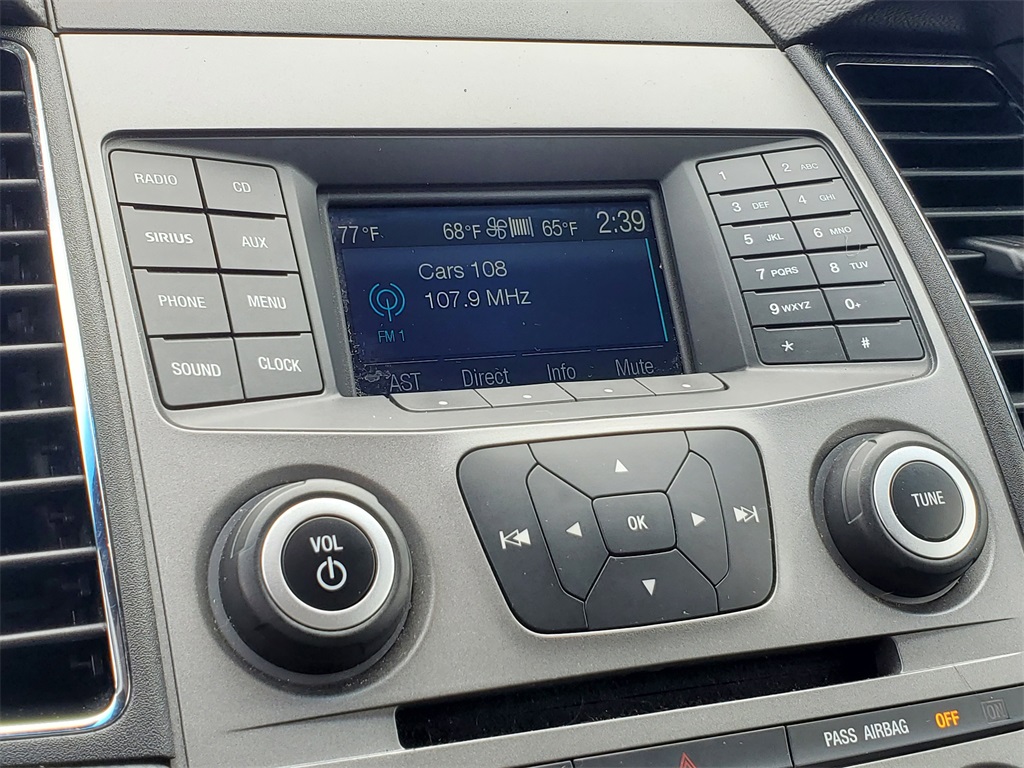 RADIO CD
SIRIUS AUX
PHONE MENU
SOUND CLOCK
77°F 68°F 65°F 2:39
Cars 108
107.9 MHz
FM 1
AST Direct Info Mute
1 2 ABC
3 DEF 4 GHI
5 JKL 6 MNO
7 PQRS 8 TUV
9 WXYZ 0+
* #
VOL
OK
TUNE
PASS AIRBAG OFF ON